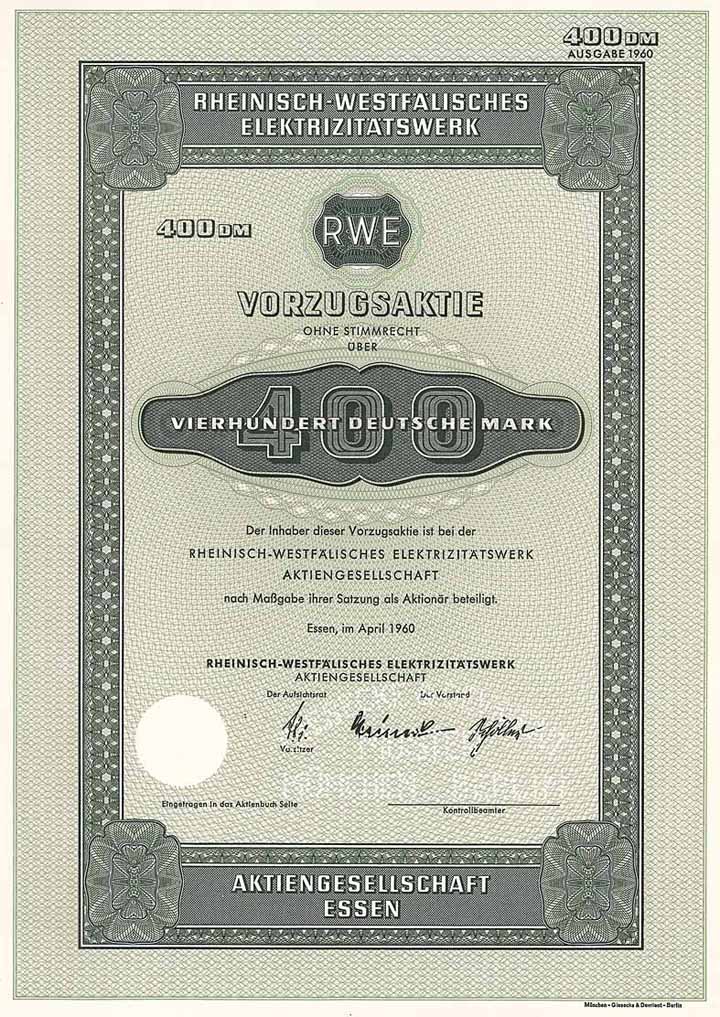 400 DM
AUSGABE 1960
RHEINISCH-WESTFÄLISCHES
ELEKTRIZITÄTSWERK
400 DM
RWE
VORZUGSAKTIE
OHNE STIMMRECHT
ÜBER
400
VIERHUNDERT DEUTSCHE MARK
Der Inhaber dieser Vorzugsaktie ist bei der
RHEINISCH-WESTFÄLISCHES ELEKTRIZITÄTSWERK
AKTIENGESELLSCHAFT
nach Maßgabe ihrer Satzung als Aktionär beteiligt.
Essen, im April 1960
RHEINISCH-WESTFÄLISCHES ELEKTRIZITÄTSWERK
AKTIENGESELLSCHAFT
Der Aufsichtsrat Der Vorstand
Vorsitzer
Eingetragen in das Aktienbuch Seite
Kontrollbeamter
AKTIENGESELLSCHAFT
ESSEN
München - Giesecke & Devrient - Berlin